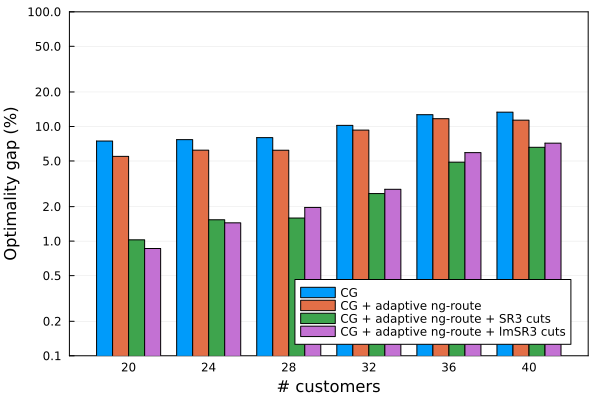 100.0
50.0
20.0
10.0
5.0
2.0
1.0
0.5
0.2
0.1
Optimality gap (%)
CG
CG + adaptive ng-route
CG + adaptive ng-route + SR3 cuts
CG + adaptive ng-route + lmSR3 cuts
20 24 28 32 36 40
# customers